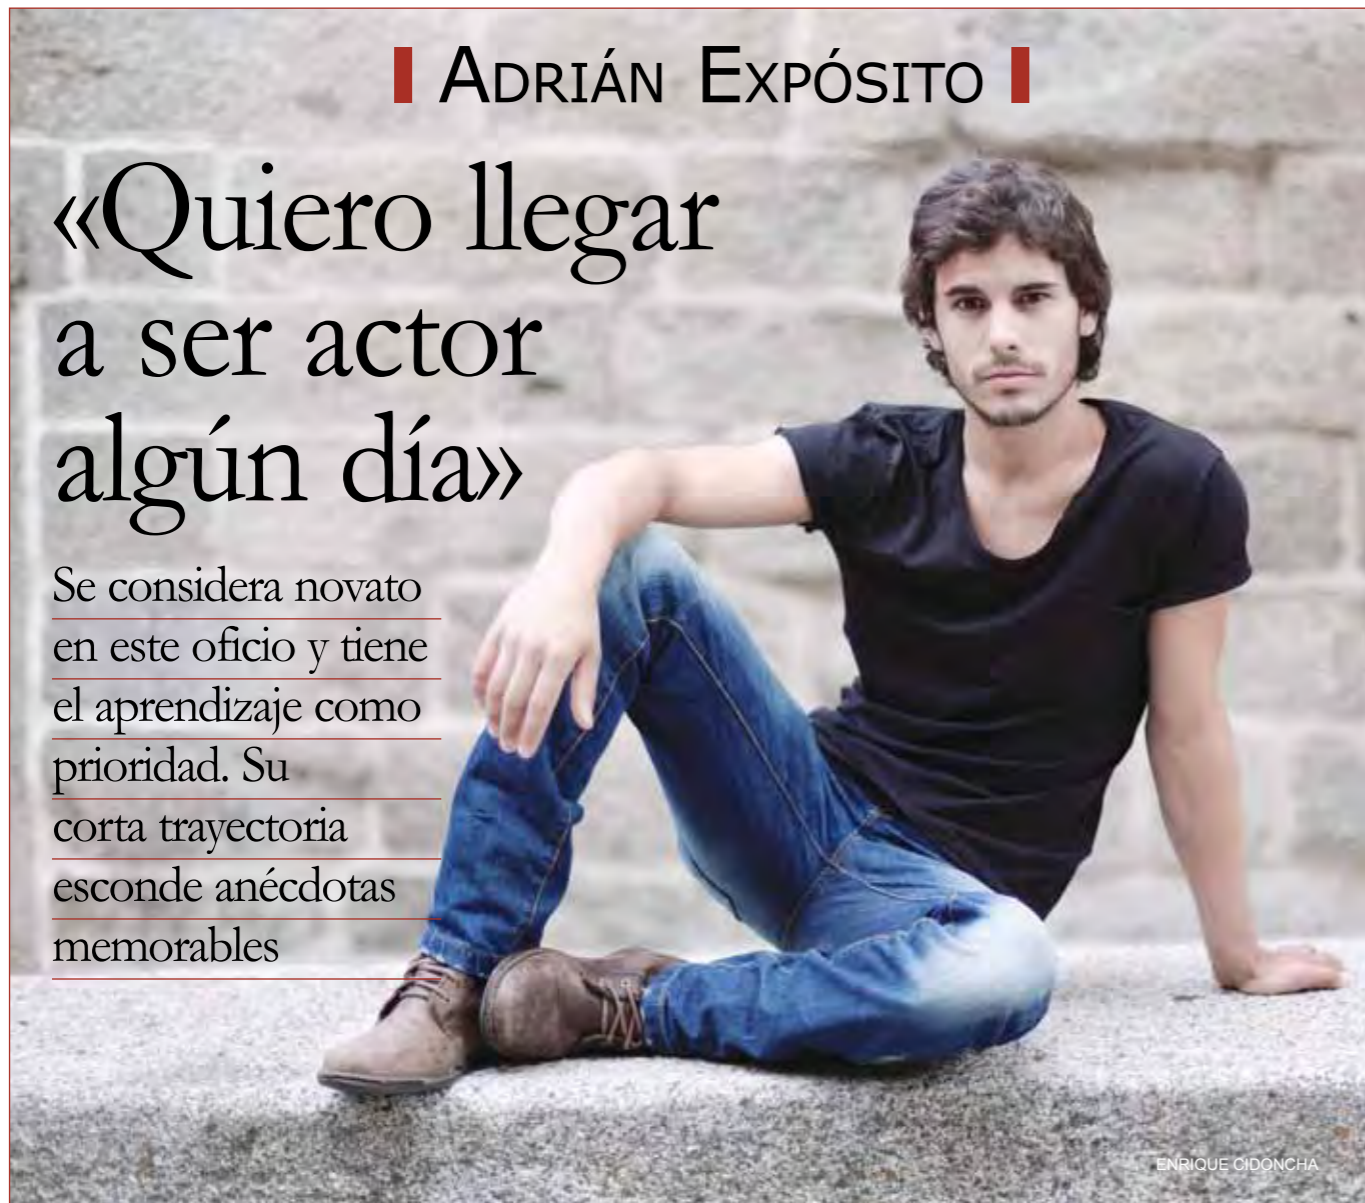 ADRIÁN EXPÓSITO
«Quiero llegar
a ser actor
algún día»
Se considera novato
en este oficio y tiene
el aprendizaje como
prioridad. Su
corta trayectoria
esconde anécdotas
memorables
ENRIQUE CIDONCHA